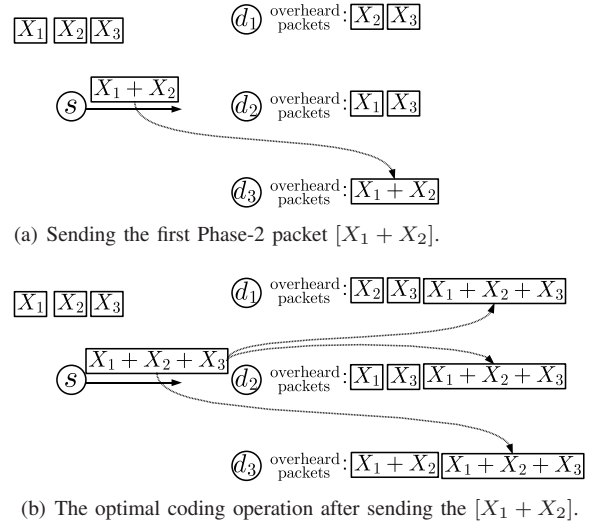 d₁ overheard packets : X₂ X₃
X₁ X₂ X₃
X₁ + X₂
s d₂ overheard packets : X₁ X₃
d₃ overheard packets : X₁ + X₂
(a) Sending the first Phase-2 packet [X₁ + X₂].
d₁ overheard packets : X₂ X₃ X₁ + X₂ + X₃
X₁ X₂ X₃
X₁ + X₂ + X₃
s d₂ overheard packets : X₁ X₃ X₁ + X₂ + X₃
d₃ overheard packets : X₁ + X₂ X₁ + X₂ + X₃
(b) The optimal coding operation after sending the [X₁ + X₂].